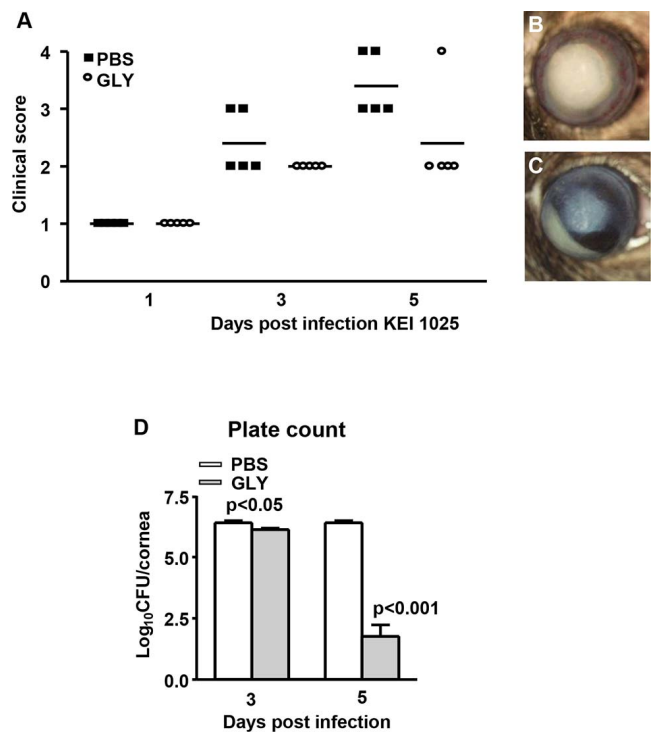 A
B
4
PBS
GLY
3
Clinical score
2
1
0
1 3 5
Days post infection KEI 1025
C
D
Plate count
PBS
GLY
7.5
p<0.05
5.0
Log10CFU/cornea
2.5
p<0.001
0.0
3 5
Days post infection